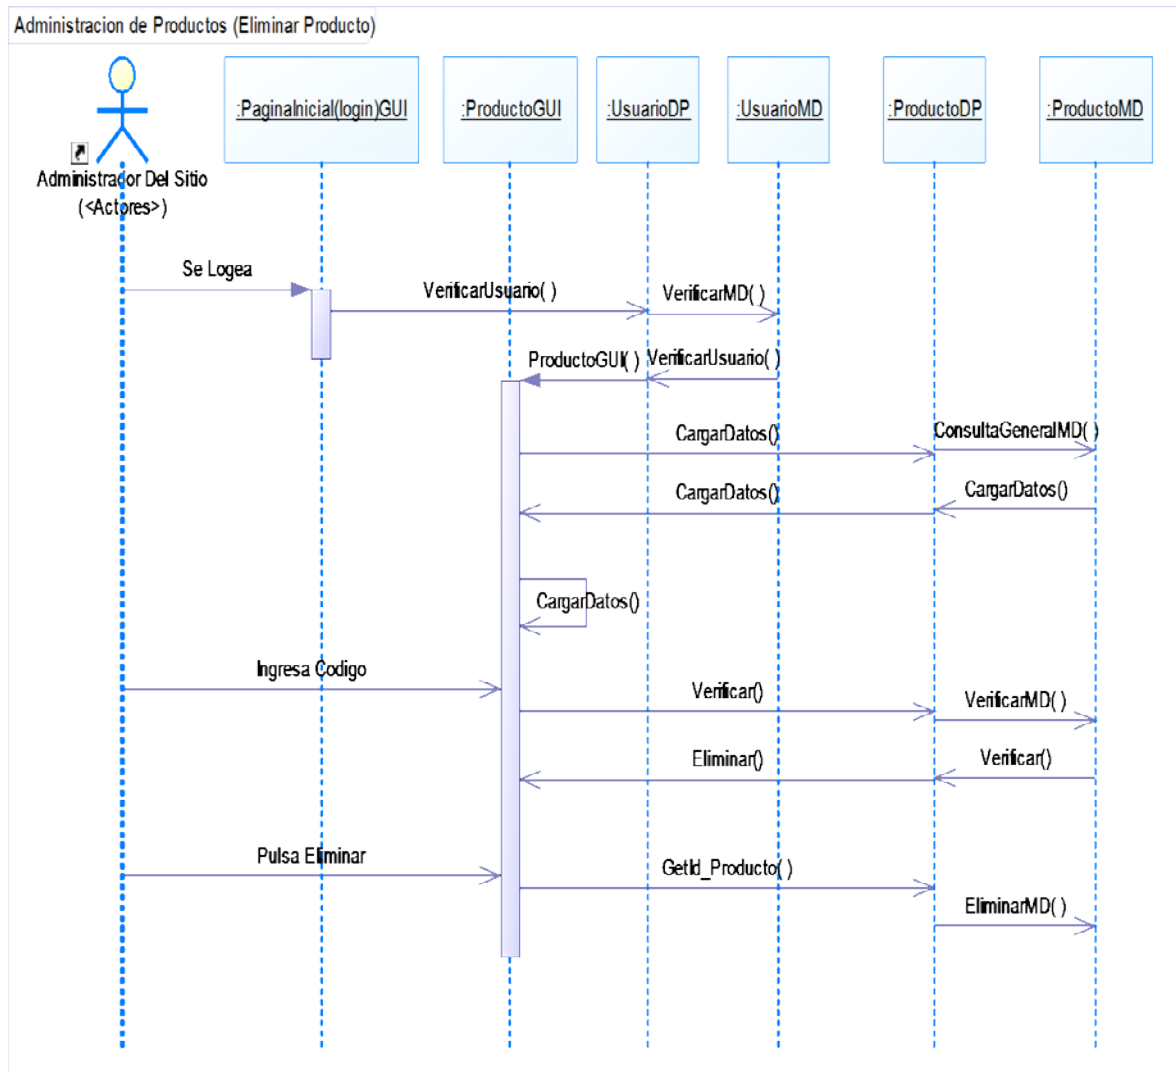 Administracion de Productos (Eliminar Producto)
:PaginaInicial(login)GUI
:ProductoGUI
:UsuarioDP
:UsuarioMD
:ProductoDP
:ProductoMD
Administrador Del Sitio
(<Actores>)
Se Logea
VerificarUsuario( )
VerificarMD( )
ProductoGUI( )
VerificarUsuario( )
CargarDatos()
ConsultaGeneralMD( )
CargarDatos()
CargarDatos()
CargarDatos()
Ingresa Codigo
Verificar()
VerificarMD( )
Eliminar()
Verificar()
Pulsa Eliminar
GetId_Producto( )
EliminarMD( )